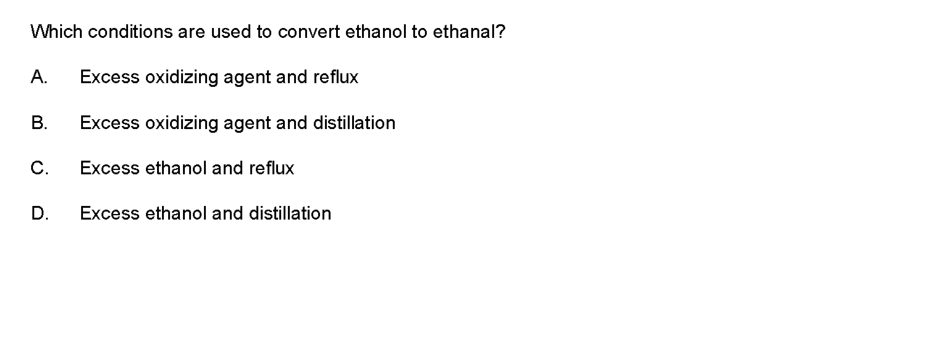 Which conditions are used to convert ethanol to ethanal?
A. Excess oxidizing agent and reflux
B. Excess oxidizing agent and distillation
C. Excess ethanol and reflux
D. Excess ethanol and distillation